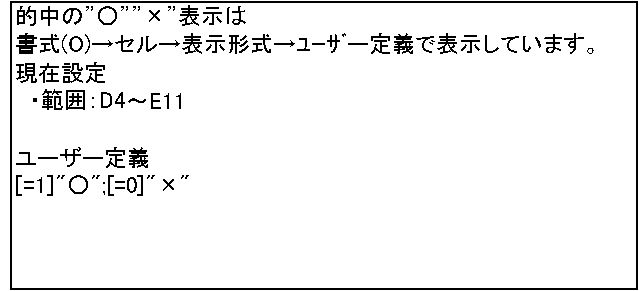 的中の”○””×”表示は
書式(O)→セル→表示形式→ﾕｰｻﾞｰ定義で表示しています。
現在設定
・範囲：D4～E11
ユーザー定義
[=1]”○”;[=0]”×”